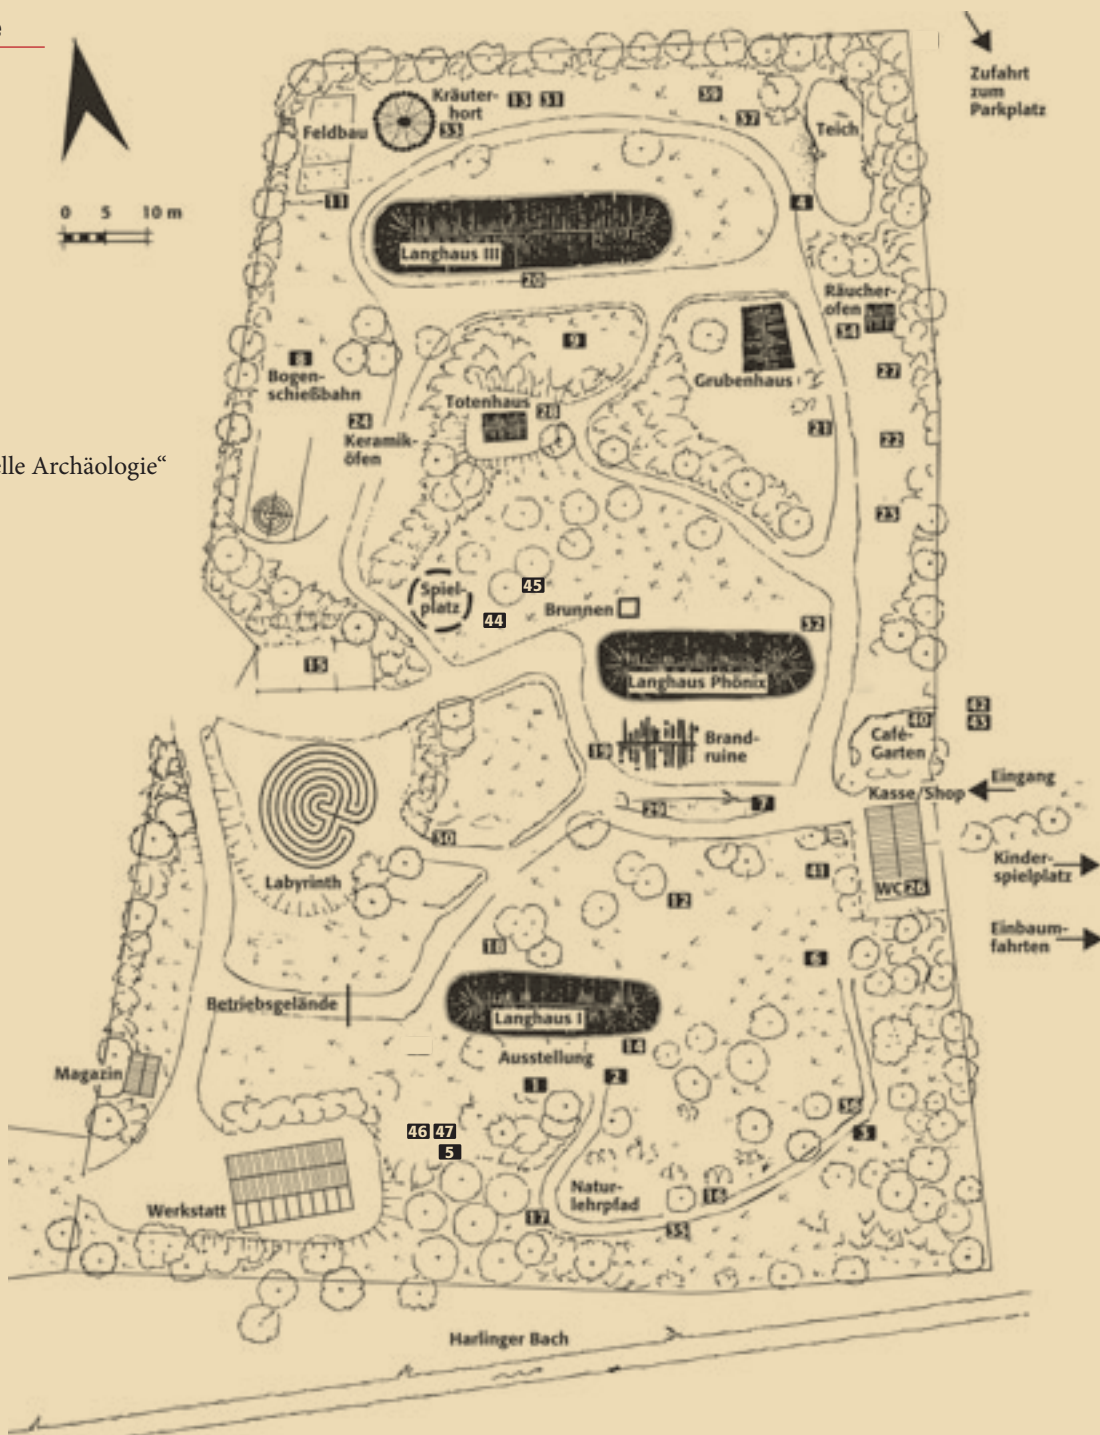 e
Zufahrt
zum
Parkplatz
Kräuter-
hort
13 31
39
33
37
Feldbau
Teich
0 5 10 m
11
4
Langhaus III
20
Räucher-
ofen
34
9
8
Bogen-
schießbahn
27
Grubenhaus
Totenhaus
28
24
Keramik-
öfen
21
22
elle Archäologie“
23
Spiel-
platz
45
44
Brunnen
32
15
Langhaus Phönix
42
43
40
Café-
Garten
19
Brand-
ruine
Eingang
Kasse/Shop
29
7
30
Labyrinth
41
Kinder-
spielplatz
WC 26
12
Einbaum-
fahrten
18
6
Betriebsgelände
Langhaus I
14
Ausstellung
Magazin
1
2
36
46 47
5
3
Natur-
lehrpfad
16
Werkstatt
17
35
Harlinger Bach